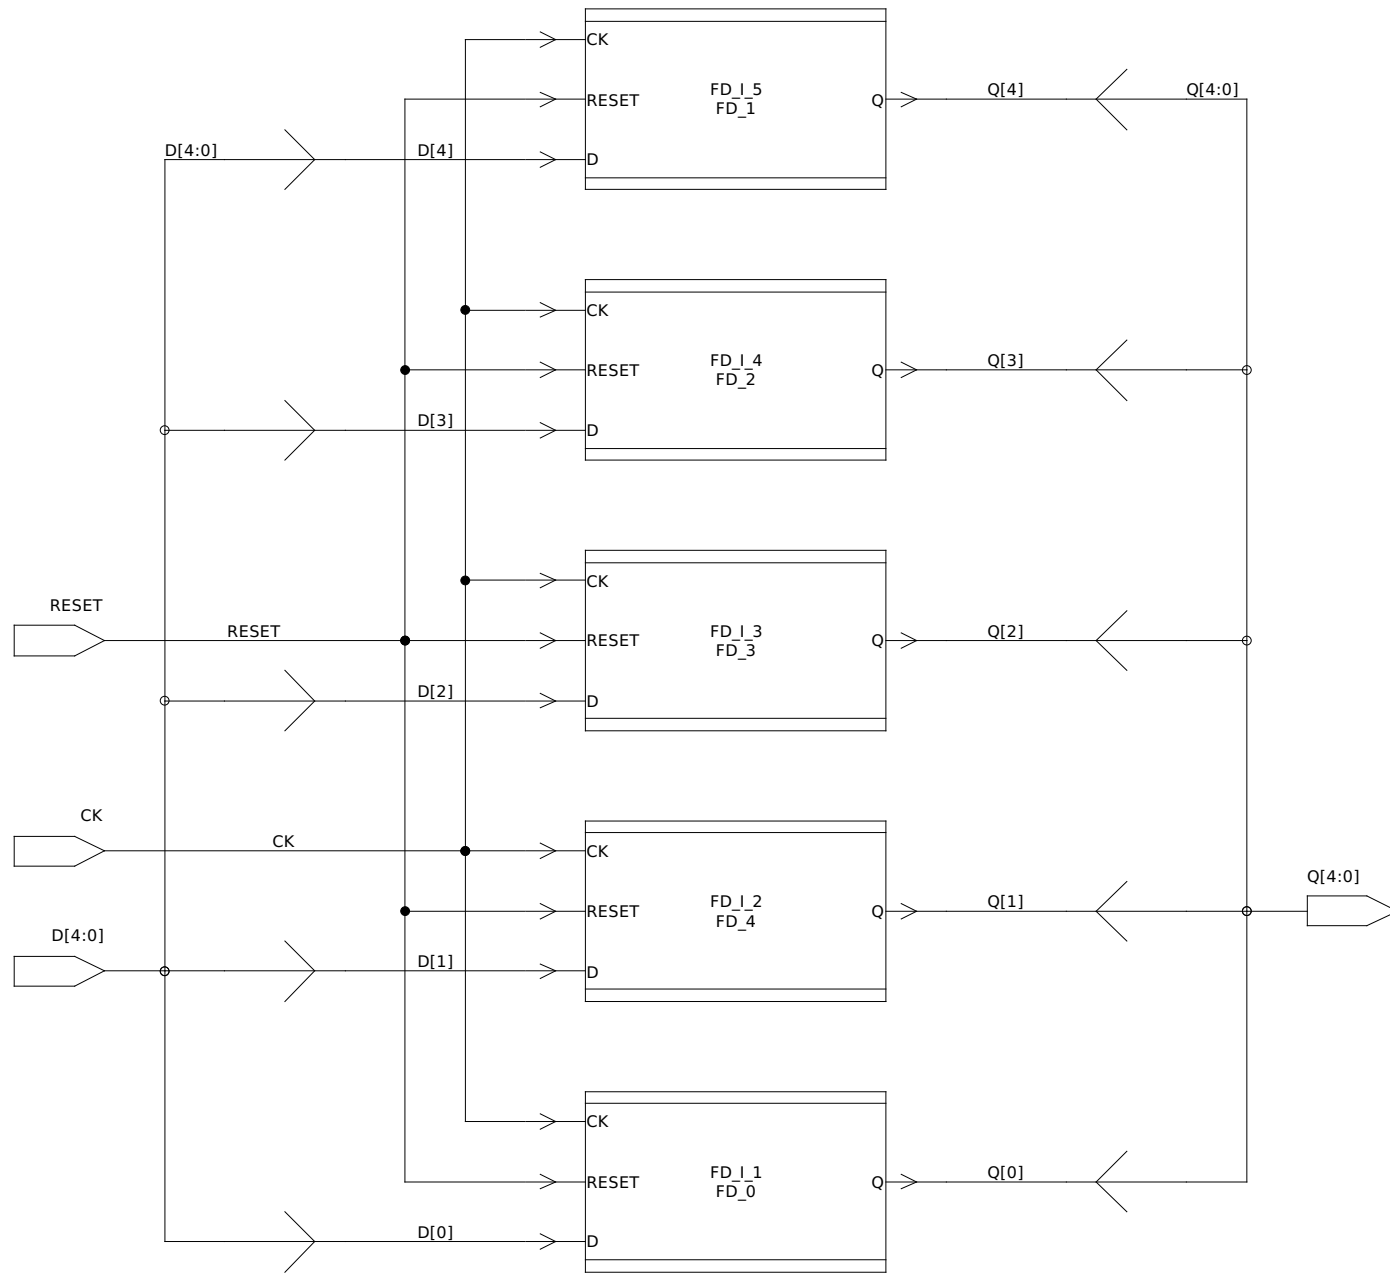 CK
RESET
D
FD_I_5
FD_1
Q
Q[4]
Q[4:0]
D[4:0]
D[4]
CK
RESET
D
FD_I_4
FD_2
Q
Q[3]
D[3]
CK
RESET
D
FD_I_3
FD_3
Q
Q[2]
RESET
RESET
D[2]
CK
RESET
D
FD_I_2
FD_4
Q
Q[1]
CK
CK
Q[4:0]
D[4:0]
D[1]
CK
RESET
D
FD_I_1
FD_0
Q
Q[0]
D[0]